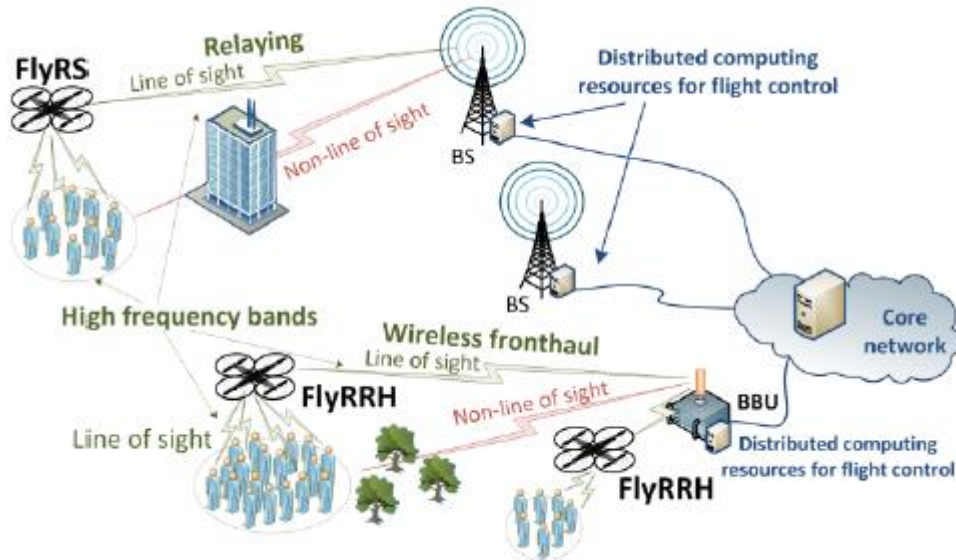 Relaying
FlyRS
Line of sight
Distributed computing
resources for flight control
Non-line of sight
BS
BS
High frequency bands
Wireless fronthaul
Line of sight
Core
network
FlyRRH
Non-line of sight
BBU
Line of sight
Distributed computing
resources for flight control
FlyRRH